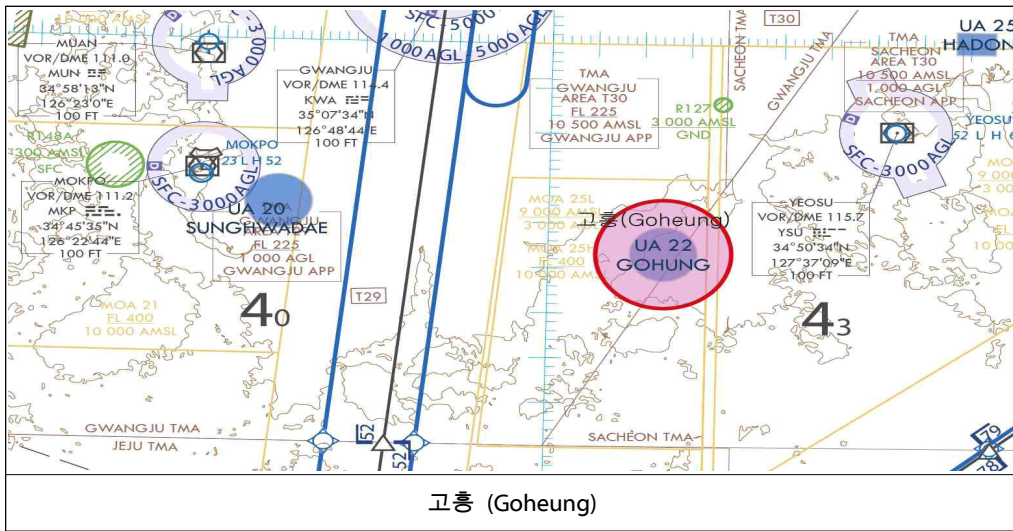 10 000 AMSL
MUAN
VOR/DME 111.0
MUN
34°58'13"N
126°23'0"E
100 FT
3000 AGL
SFC-5000
1 000 AGL-5000
GWANGJU
VOR/DME 114.4
KWA
35°07'34"N
126°48'44"E
100 FT
TMA
GWANGJU
AREA T30
FL 225
10 500 AMSL
GWANGJU APP
SACHEON TMA
T30
GWANGJU TMA
R127
3 000 AMSL
GND
TMA
SACHEON
AREA T30
10 500 AMSL
1,000 AGL
SACHEON APP
UA 25
HADON
YEOSU
R148A
300 AMSL
SFC
MOKPO
23 L H 52
D
SFC-3000AGL
MOKPO
VOR/DME 111.2
MKP
34°45'35"N
126°22'44"E
100 FT
UA 20
SUNGHWADAE
GWANGJU
FL 225
1 000 AGL
GWANGJU APP
MOA 25L
9 000 AMSL
MOA 25H
FL 400
고흥(Goheung)
UA 22
GOHUNG
D
SFC-3000AGL
YEOSU
VOR/DME 115.7
YSU
34°50'34"N
127°37'09"E
100 FT
MOA 21
FL 400
10 000 AMSL
40
T29
43
GWANGJU TMA
JEJU TMA
L52
L52
SACHEON TMA
고흥 (Goheung)